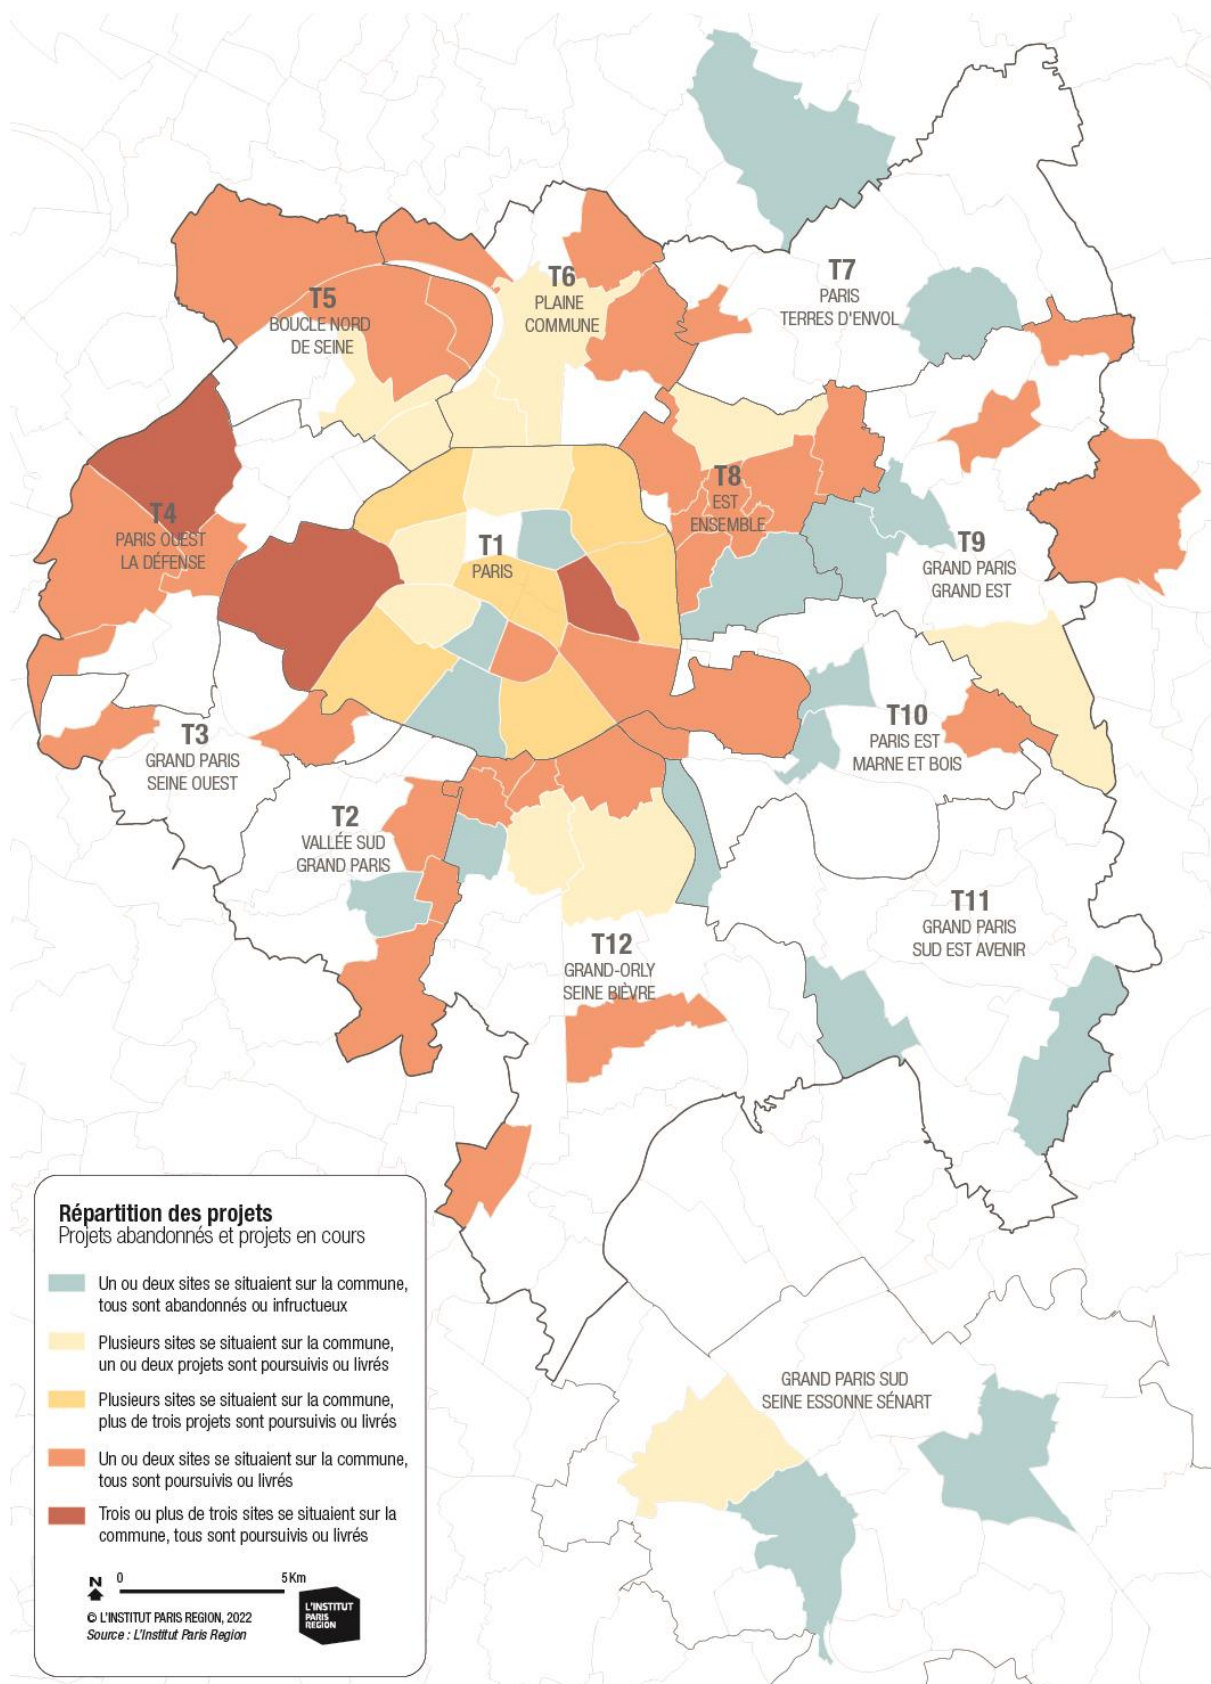 T7
PARIS
TERRES D'ENVOL
T6
PLAINE
COMMUNE
T5
BOUCLE NORD
DE SEINE
T8
EST
ENSEMBLE
T4
PARIS OUEST
LA DÉFENSE
T1
PARIS
T9
GRAND PARIS
GRAND EST
T10
PARIS EST
MARNE ET BOIS
T3
GRAND PARIS
SEINE OUEST
T2
VALLÉE SUD
GRAND PARIS
T11
GRAND PARIS
SUD EST AVENIR
T12
GRAND-ORLY
SEINE BIÈVRE
GRAND PARIS SUD
SEINE ESSONNE SÉNART
Répartition des projets
Projets abandonnés et projets en cours
Un ou deux sites se situaient sur la commune,
tous sont abandonnés ou infructueux
Plusieurs sites se situaient sur la commune,
un ou deux projets sont poursuivis ou livrés
Plusieurs sites se situaient sur la commune,
plus de trois projets sont poursuivis ou livrés
Un ou deux sites se situaient sur la commune,
tous sont poursuivis ou livrés
Trois ou plus de trois sites se situaient sur la
commune, tous sont poursuivis ou livrés
N 0 5 Km
© L'INSTITUT PARIS REGION, 2022
Source : L'Institut Paris Region
L'INSTITUT
PARIS
REGION